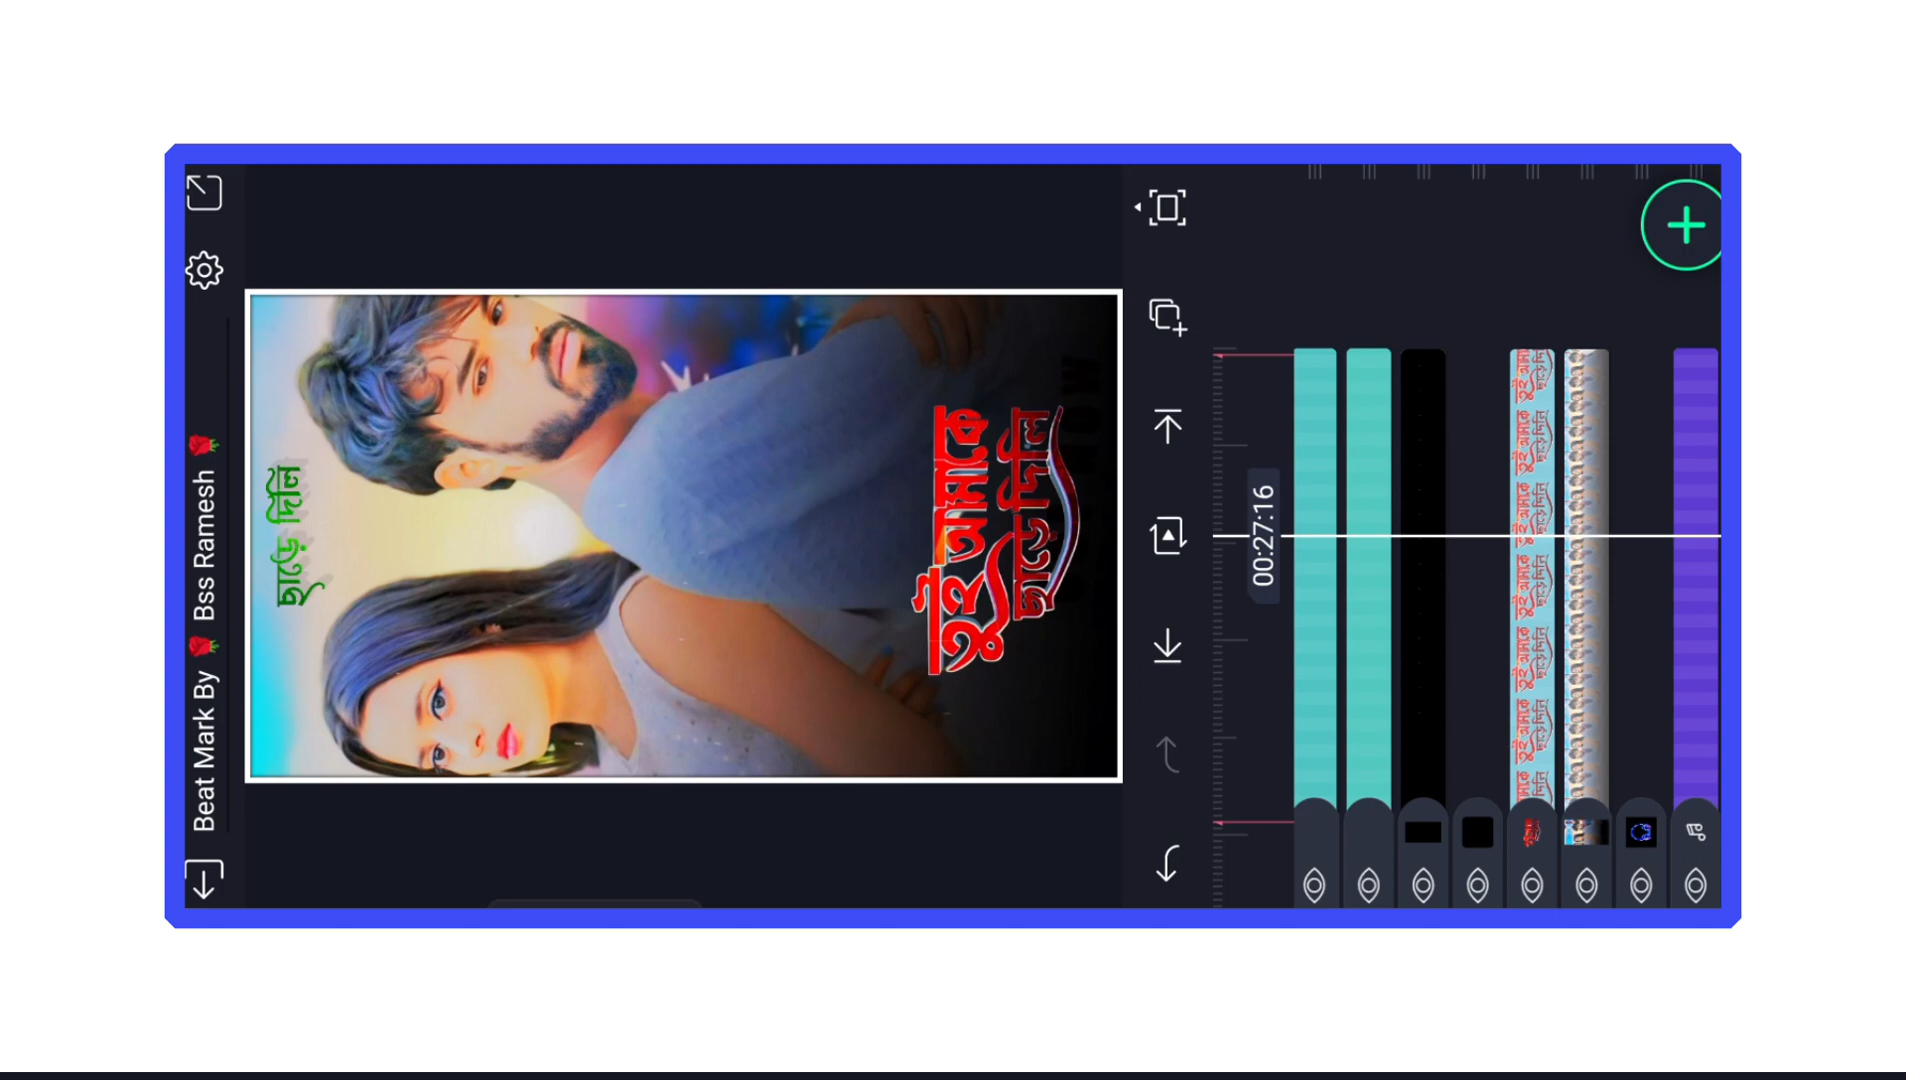 Beat Mark By 🌹 Bss Ramesh 🌹
ছাড়ে দিলি
তুই আমাকে
ছাড়ে দিলি
00:27:16